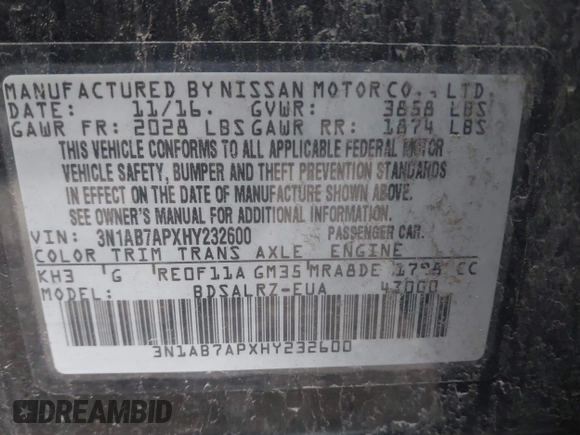 MANUFACTURED BY NISSAN MOTOR CO., LTD.
DATE: 11/16. GVWR: 3858 LBS
GAWR FR: 2028 LBS GAWR RR: 1874 LBS
THIS VEHICLE CONFORMS TO ALL APPLICABLE FEDERAL MOTOR
VEHICLE SAFETY, BUMPER AND THEFT PREVENTION STANDARDS
IN EFFECT ON THE DATE OF MANUFACTURE SHOWN ABOVE.
SEE OWNER'S MANUAL FOR ADDITIONAL INFORMATION.
VIN: 3N1AB7APXHY232600 PASSENGER CAR.
COLOR TRIM TRANS AXLE ENGINE
KH3 G RE0F11A GM35 MRA8DE 1798 CC
MODEL: BDSALRZ-EUA 43000
3N1AB7APXHY232600
DREAMBID